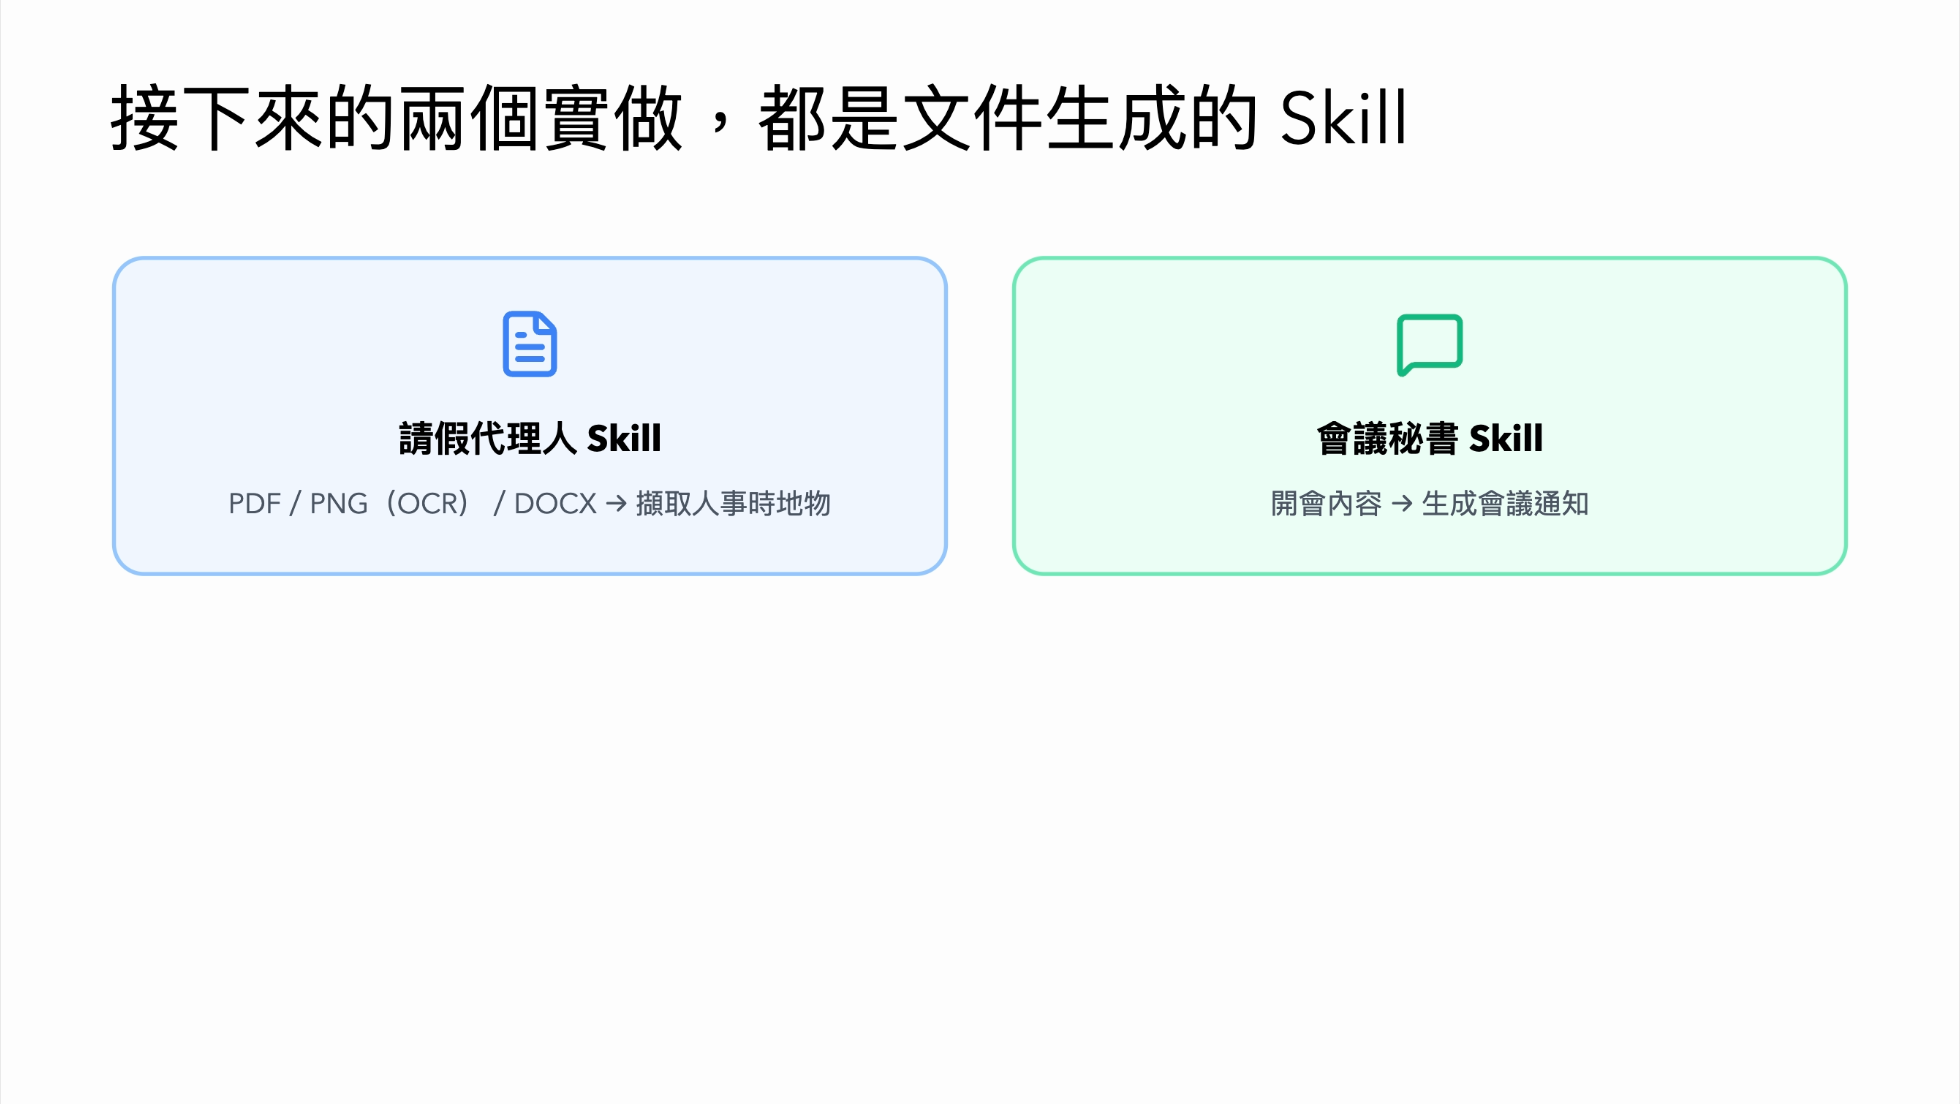 接下來的兩個實做，都是文件生成的 Skill
請假代理人 Skill
PDF / PNG（OCR） / DOCX → 擷取人事時地物
會議秘書 Skill
開會內容 → 生成會議通知